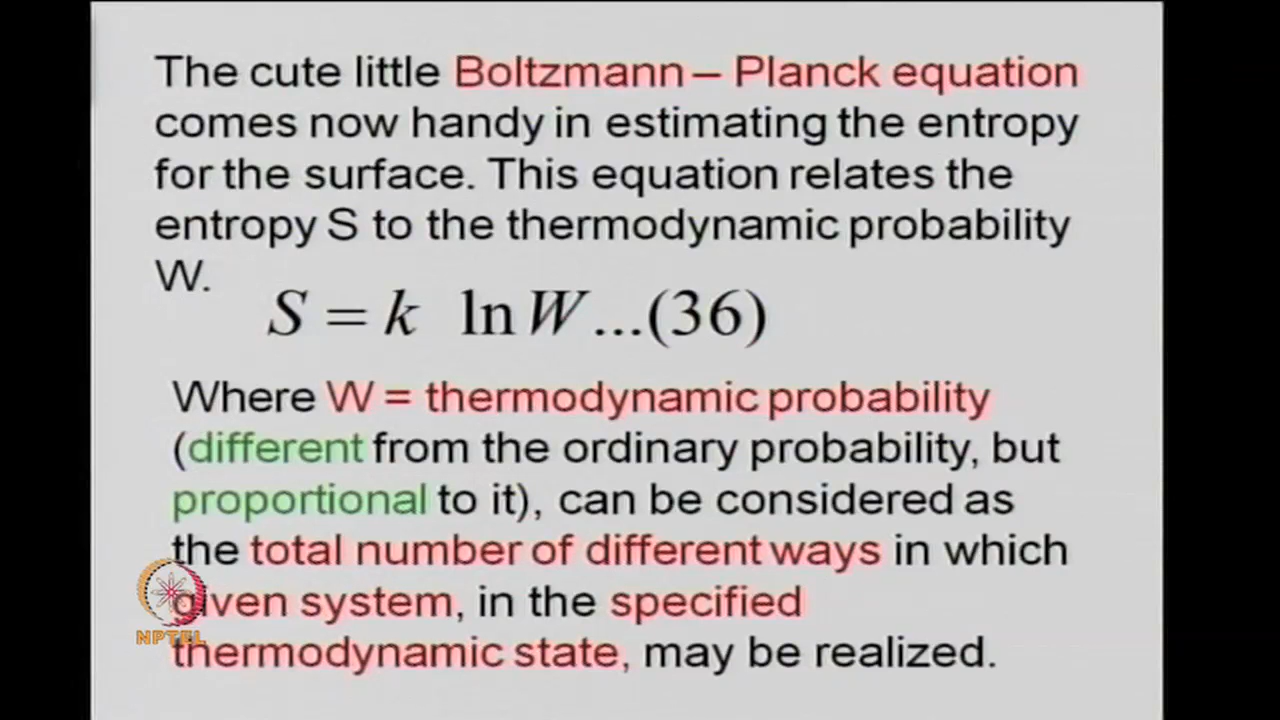 The cute little Boltzmann – Planck equation
comes now handy in estimating the entropy
for the surface. This equation relates the
entropy S to the thermodynamic probability
W.
S = k ln W ...(36)
Where W = thermodynamic probability
(different from the ordinary probability, but
proportional to it), can be considered as
the total number of different ways in which
given system, in the specified
thermodynamic state, may be realized.
NPTEL